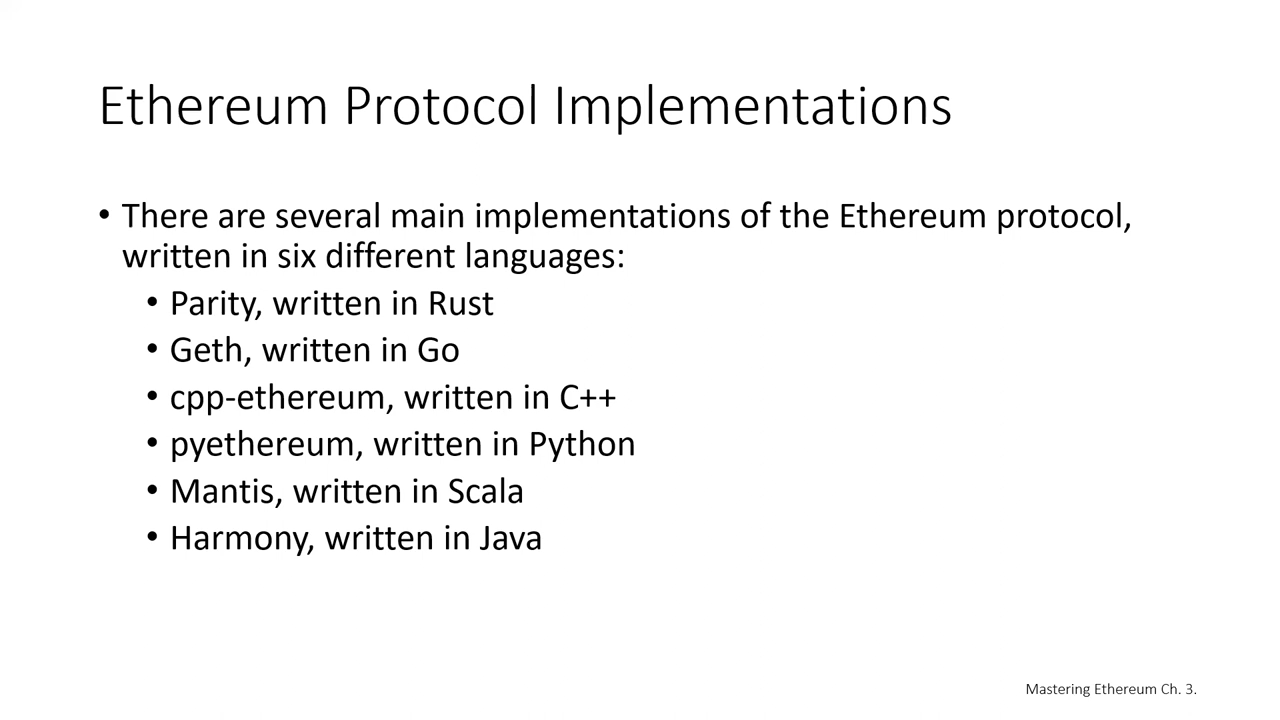 Ethereum Protocol Implementations
• There are several main implementations of the Ethereum protocol,
written in six different languages:
• Parity, written in Rust
• Geth, written in Go
• cpp-ethereum, written in C++
• pyethereum, written in Python
• Mantis, written in Scala
• Harmony, written in Java
Mastering Ethereum Ch. 3.